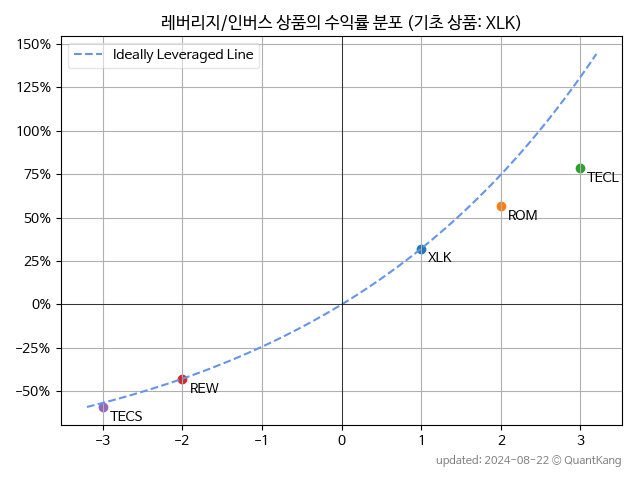 레버리지/인버스 상품의 수익률 분포 (기초 상품: XLK)
150%
Ideally Leveraged Line
125%
100%
75%
TECL
50%
ROM
25%
XLK
0%
−25%
REW
−50%
TECS
−3 −2 −1 0 1 2 3
updated: 2024-08-22 © QuantKang